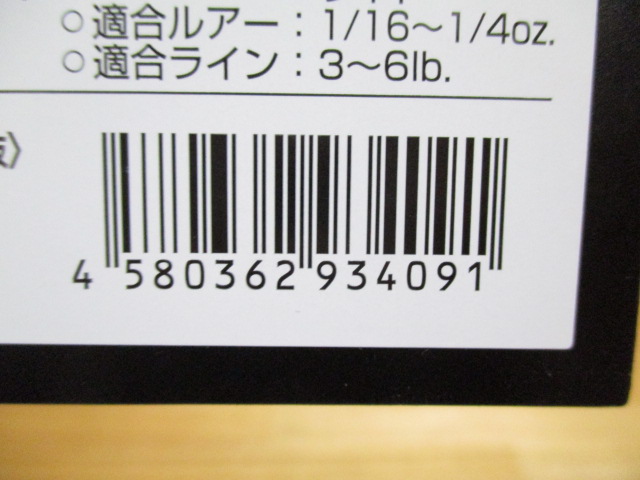 ○適合ルアー：1/16～1/4oz.
○適合ライン：3～6lb.
〉
4 580362 934091